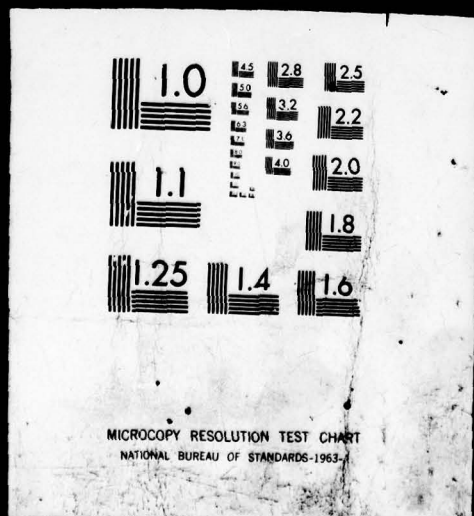 1.0 4.5 2.8 2.5
5.0
5.6 3.2 2.2
6.3 3.6
7.1
4.0 2.0
1.1
1.8
1.25 1.4 1.6
MICROCOPY RESOLUTION TEST CHART
NATIONAL BUREAU OF STANDARDS-1963-